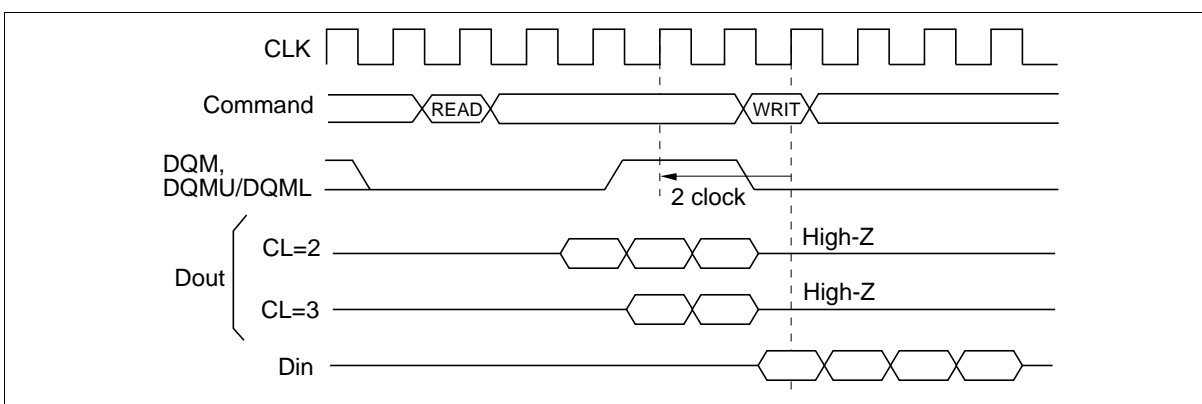 CLK
Command READ WRIT
DQM,
DQMU/DQML
2 clock
CL=2 High-Z
Dout
CL=3 High-Z
Din